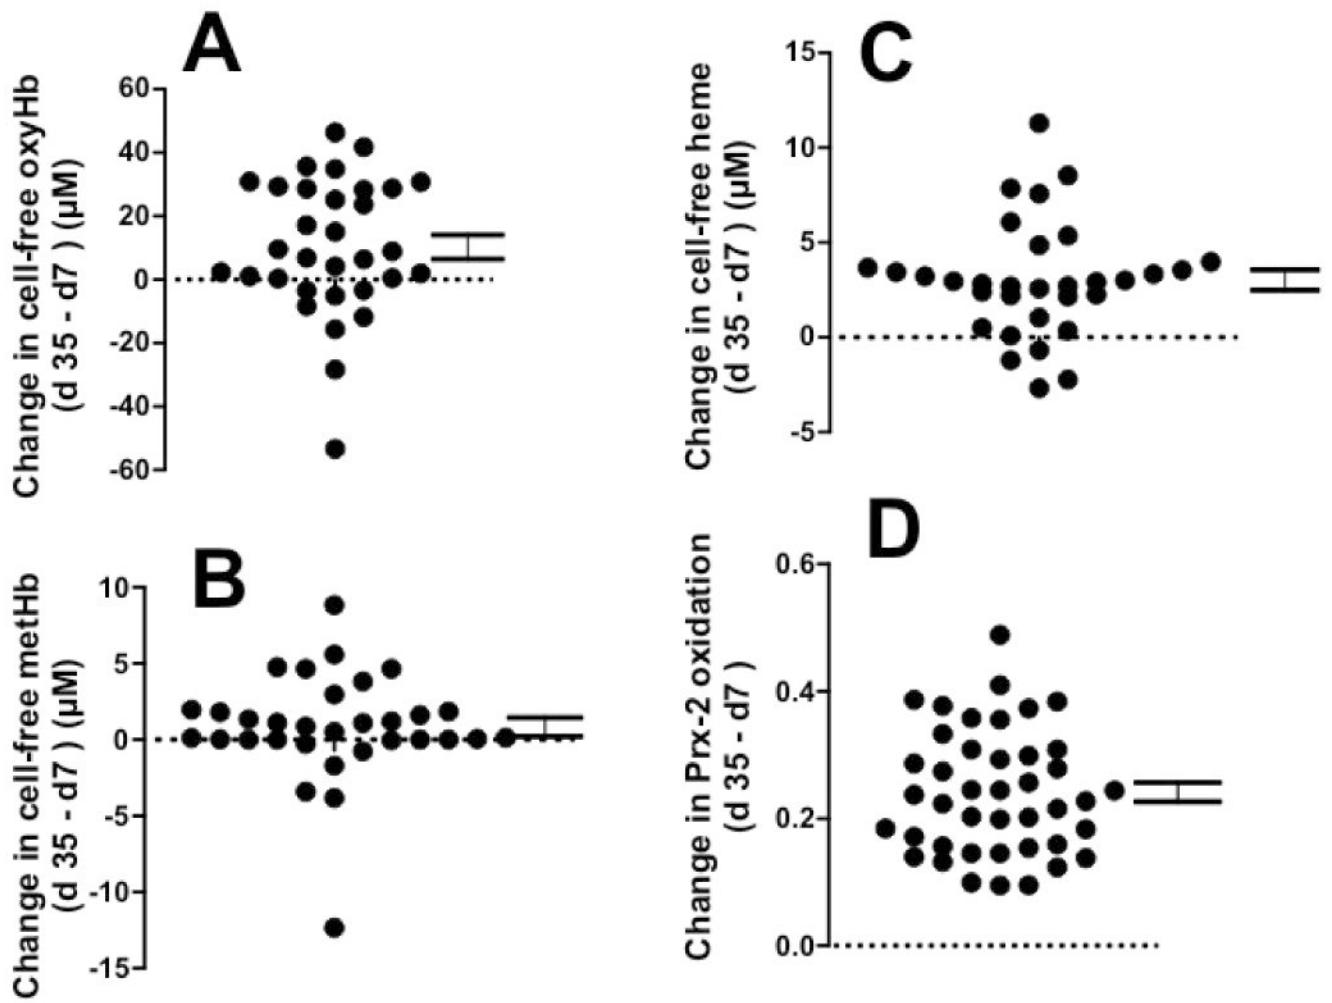 A
Change in cell-free oxyHb
(d 35 - d7 ) (µM)
60
40
20
0
-20
-40
-60
B
Change in cell-free metHb
(d 35 - d7 ) (µM)
10
5
0
-5
-10
-15
C
Change in cell-free heme
(d 35 - d7 ) (µM)
15
10
5
0
-5
D
Change in Prx-2 oxidation
(d 35 - d7 )
0.6
0.4
0.2
0.0